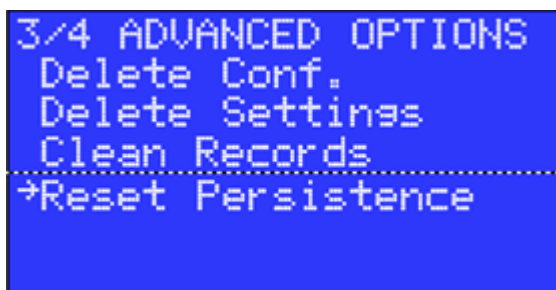 3/4 ADVANCED OPTIONS
Delete Conf.
Delete Settings
Clean Records
→Reset Persistence